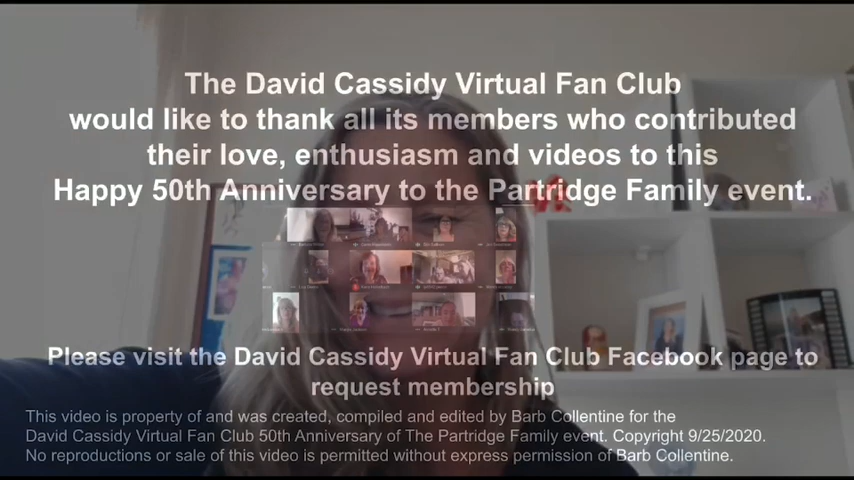 The David Cassidy Virtual Fan Club
would like to thank all its members who contributed
their love, enthusiasm and videos to this
Happy 50th Anniversary to the Partridge Family event.
Please visit the David Cassidy Virtual Fan Club Facebook page to
request membership
This video is property of and was created, compiled and edited by Barb Collentine for the
David Cassidy Virtual Fan Club 50th Anniversary of The Partridge Family event. Copyright 9/25/2020.
No reproductions or sale of this video is permitted without express permission of Barb Collentine.